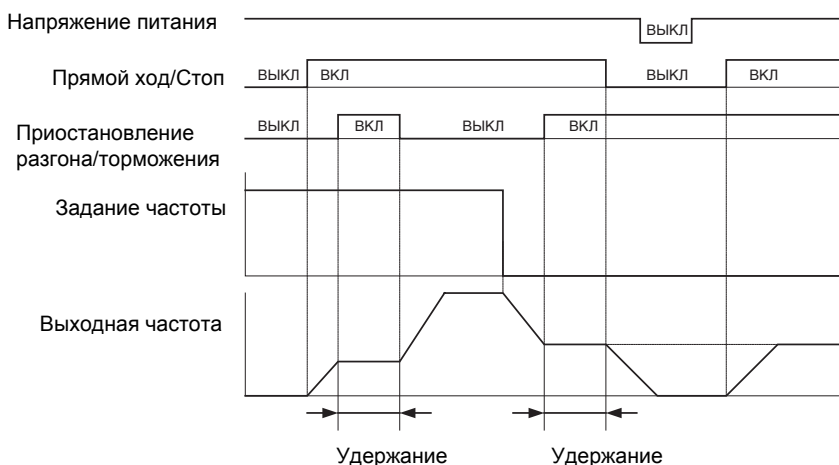 Напряжение питания
ВЫКЛ
Прямой ход/Стоп
ВЫКЛ ВКЛ ВЫКЛ ВКЛ
Приостановление
разгона/торможения
ВЫКЛ ВКЛ ВЫКЛ ВКЛ
Задание частоты
Выходная частота
Удержание Удержание